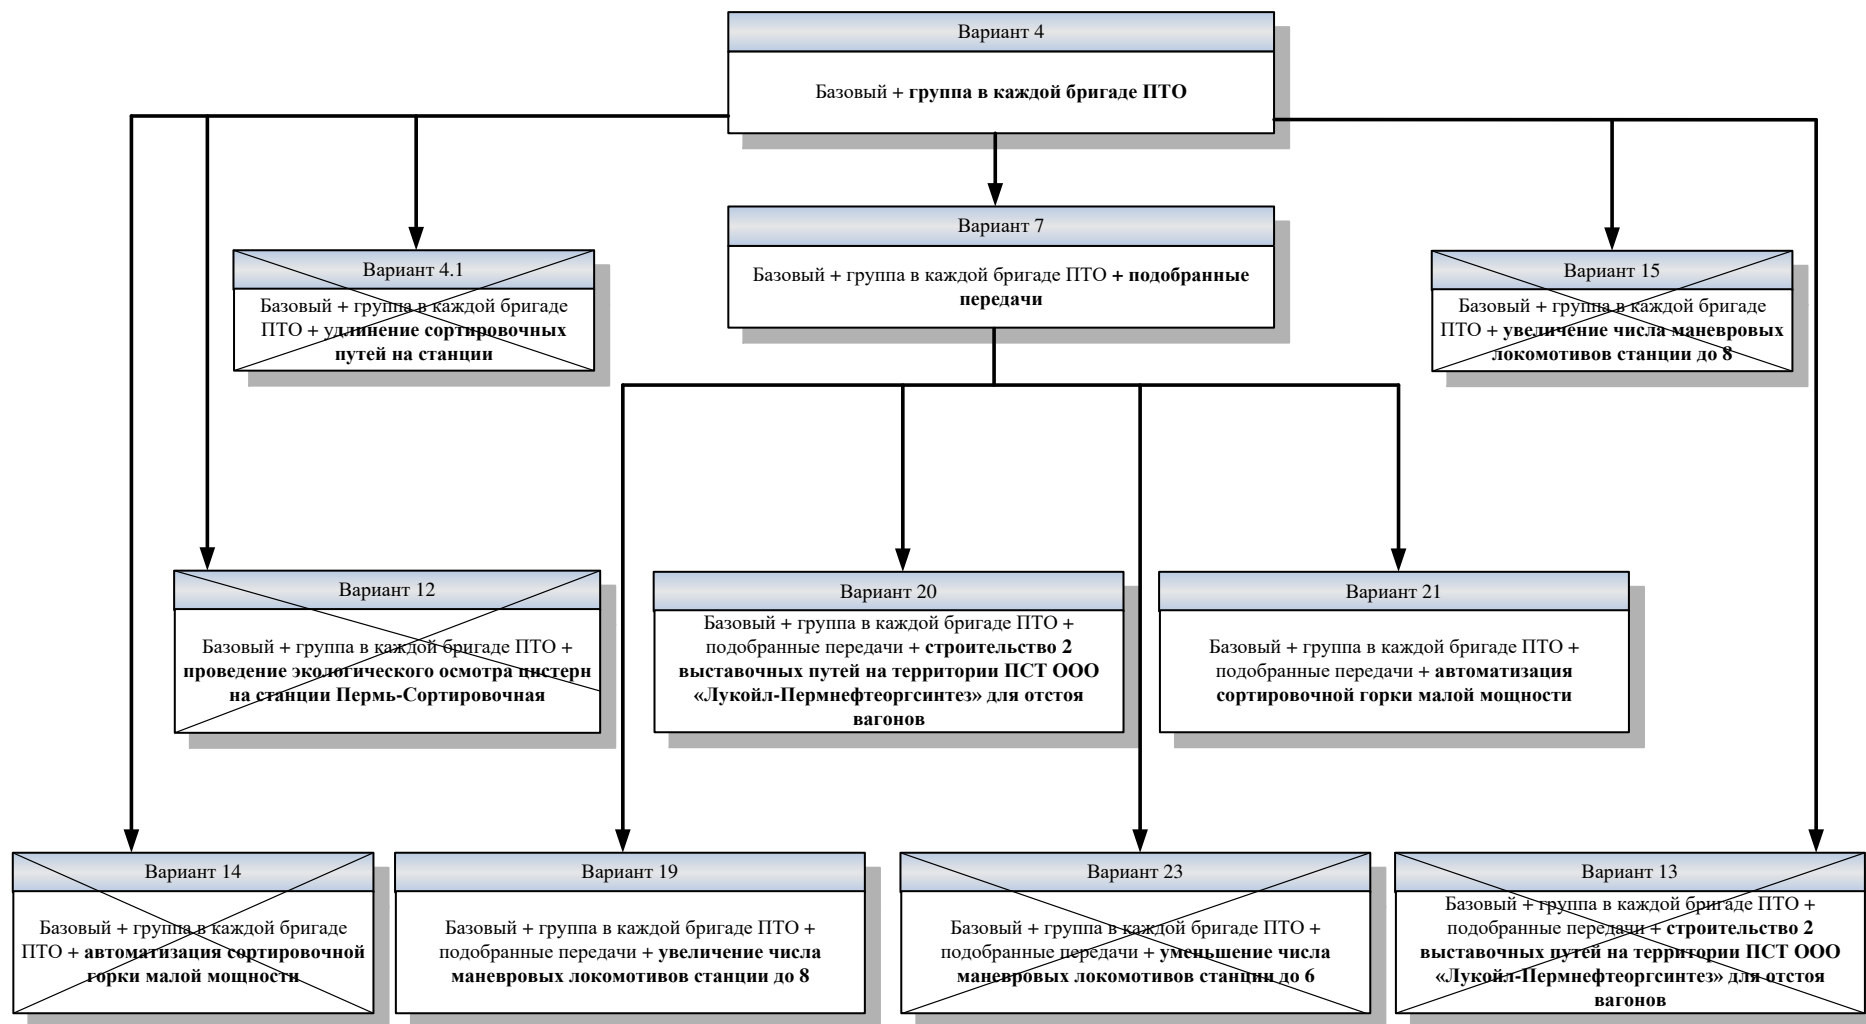 Вариант 4
Базовый + группа в каждой бригаде ПТО
Вариант 4.1
Базовый + группа в каждой бригаде
ПТО + удлинение сортировочных
путей на станции
Вариант 7
Базовый + группа в каждой бригаде ПТО + подобранные
передачи
Вариант 15
Базовый + группа в каждой бригаде
ПТО + увеличение числа маневровых
локомотивов станции до 8
Вариант 12
Базовый + группа в каждой бригаде ПТО +
проведение экологического осмотра цистерн
на станции Пермь-Сортировочная
Вариант 20
Базовый + группа в каждой бригаде ПТО +
подобранные передачи + строительство 2
выставочных путей на территории ПСТ ООО
«Лукойл-Пермнефтеоргсинтез» для отстоя
вагонов
Вариант 21
Базовый + группа в каждой бригаде ПТО +
подобранные передачи + автоматизация
сортировочной горки малой мощности
Вариант 14
Базовый + группа в каждой бригаде
ПТО + автоматизация сортировочной
горки малой мощности
Вариант 19
Базовый + группа в каждой бригаде ПТО +
подобранные передачи + увеличение числа
маневровых локомотивов станции до 8
Вариант 23
Базовый + группа в каждой бригаде ПТО +
подобранные передачи + уменьшение числа
маневровых локомотивов станции до 6
Вариант 13
Базовый + группа в каждой бригаде ПТО +
подобранные передачи + строительство 2
выставочных путей на территории ПСТ ООО
«Лукойл-Пермнефтеоргсинтез» для отстоя
вагонов